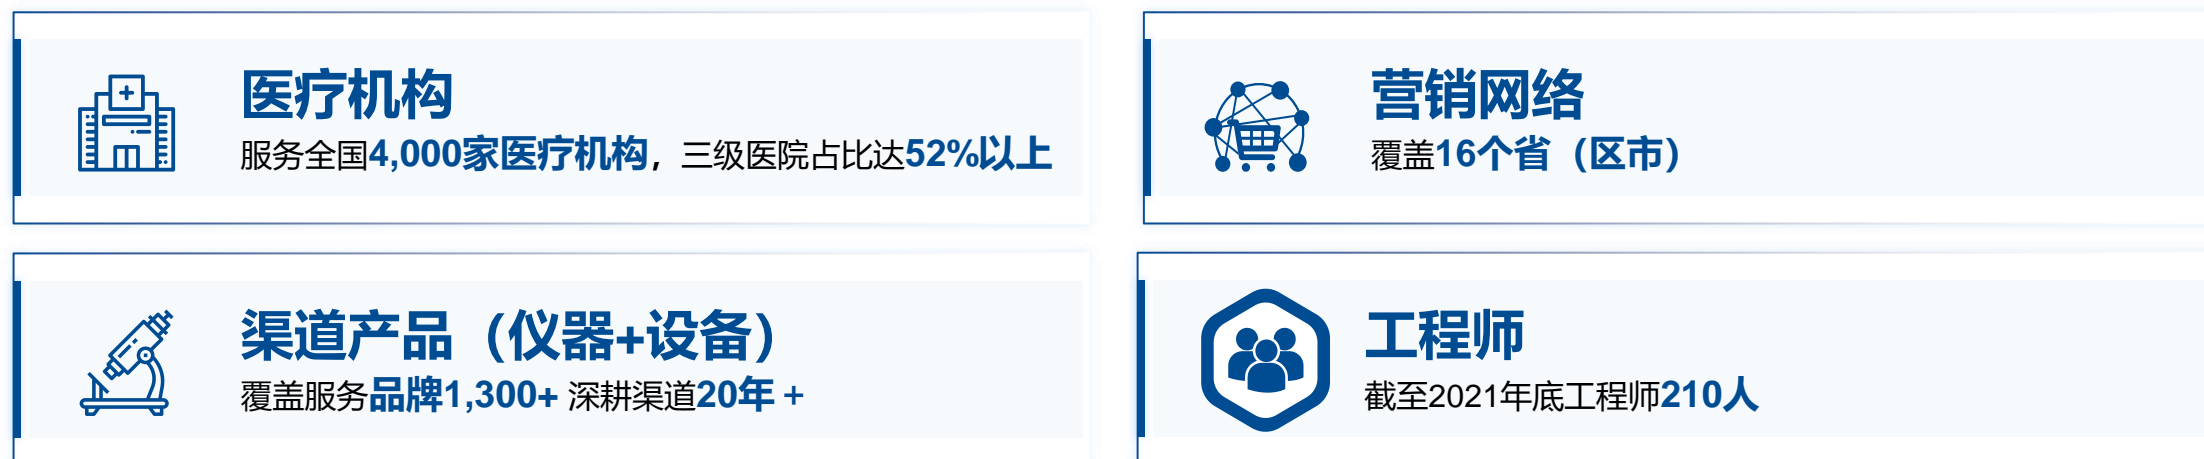 医疗机构
服务全国4,000家医疗机构，三级医院占比达52%以上
营销网络
覆盖16个省（区市）
渠道产品（仪器+设备）
覆盖服务品牌1,300+ 深耕渠道20年 +
工程师
截至2021年底工程师210人